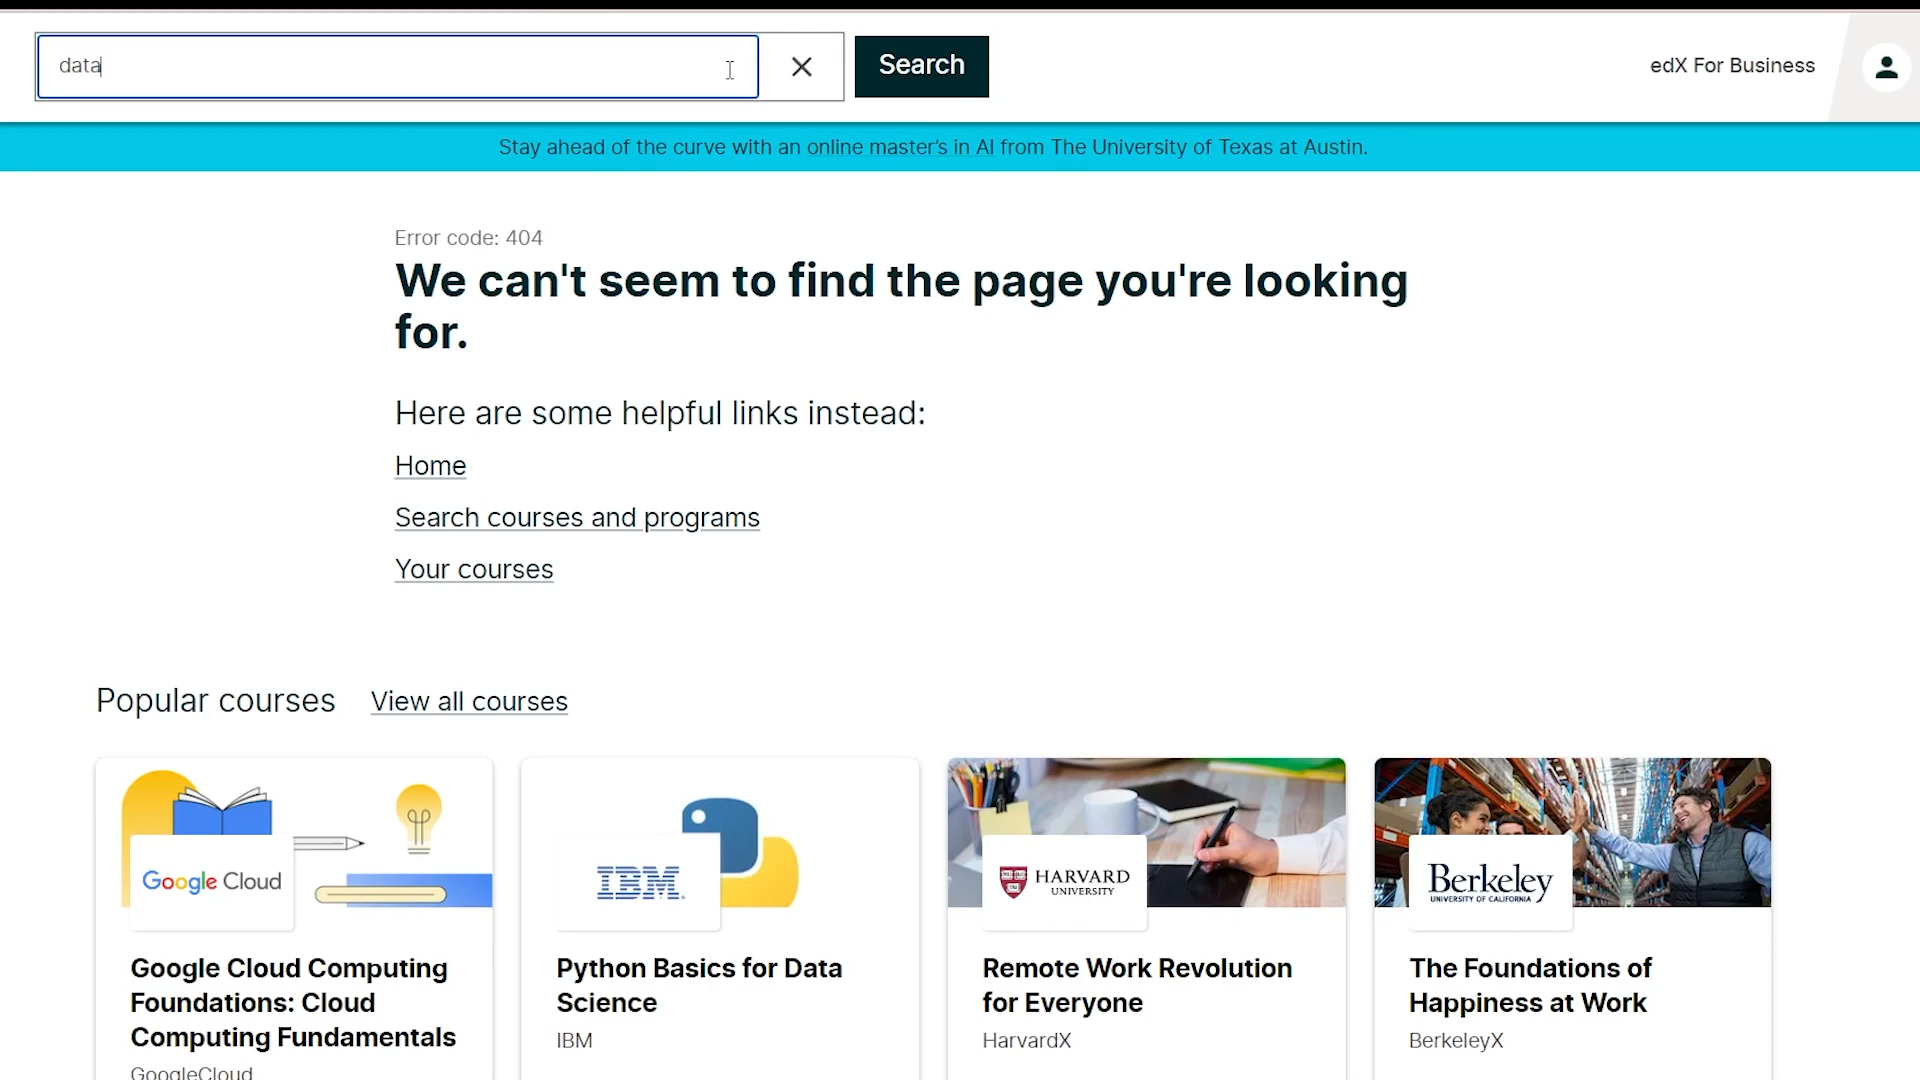 data
Search
edX For Business
Stay ahead of the curve with an online master's in AI from The University of Texas at Austin.
Error code: 404
We can't seem to find the page you're looking
for.
Here are some helpful links instead:
Home
Search courses and programs
Your courses
Popular courses
View all courses
Google Cloud
IBM
HARVARD
UNIVERSITY
Berkeley
UNIVERSITY OF CALIFORNIA
Google Cloud Computing
Foundations: Cloud
Computing Fundamentals
GoogleCloud
Python Basics for Data
Science
IBM
Remote Work Revolution
for Everyone
HarvardX
The Foundations of
Happiness at Work
BerkeleyX